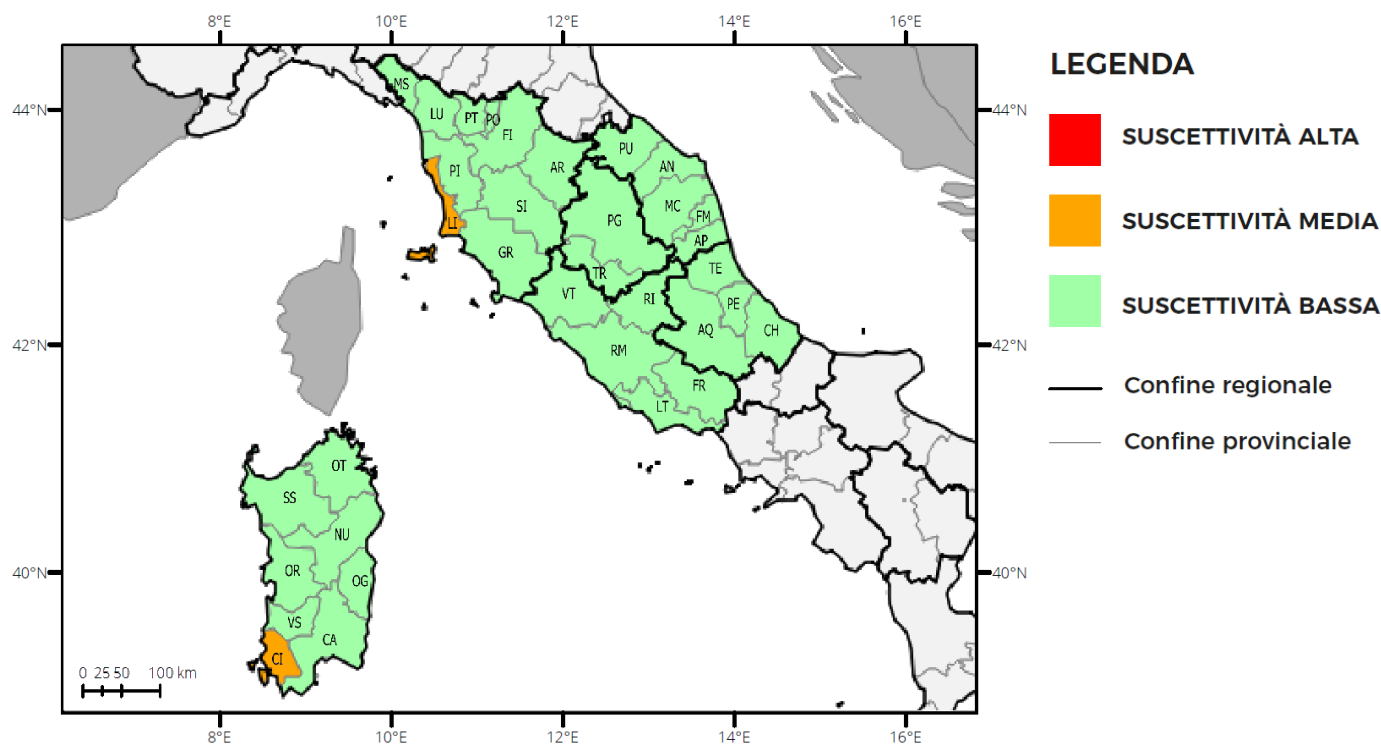 8°E 10°E 12°E 14°E 16°E
LEGENDA
44°N 44°N
SUSCETTIVITÀ ALTA
SUSCETTIVITÀ MEDIA
SUSCETTIVITÀ BASSA
Confine regionale
Confine provinciale
MS
LU PT PO
FI
PU
PI AR AN
SI MC
LI PG FM
GR AP
TR TE
VT RI PE
AQ CH
42°N 42°N
RM
FR
LT
OT
SS
NU
OR OG
40°N 40°N
VS
CA
CI
0 25 50 100 km
8°E 10°E 12°E 14°E 16°E